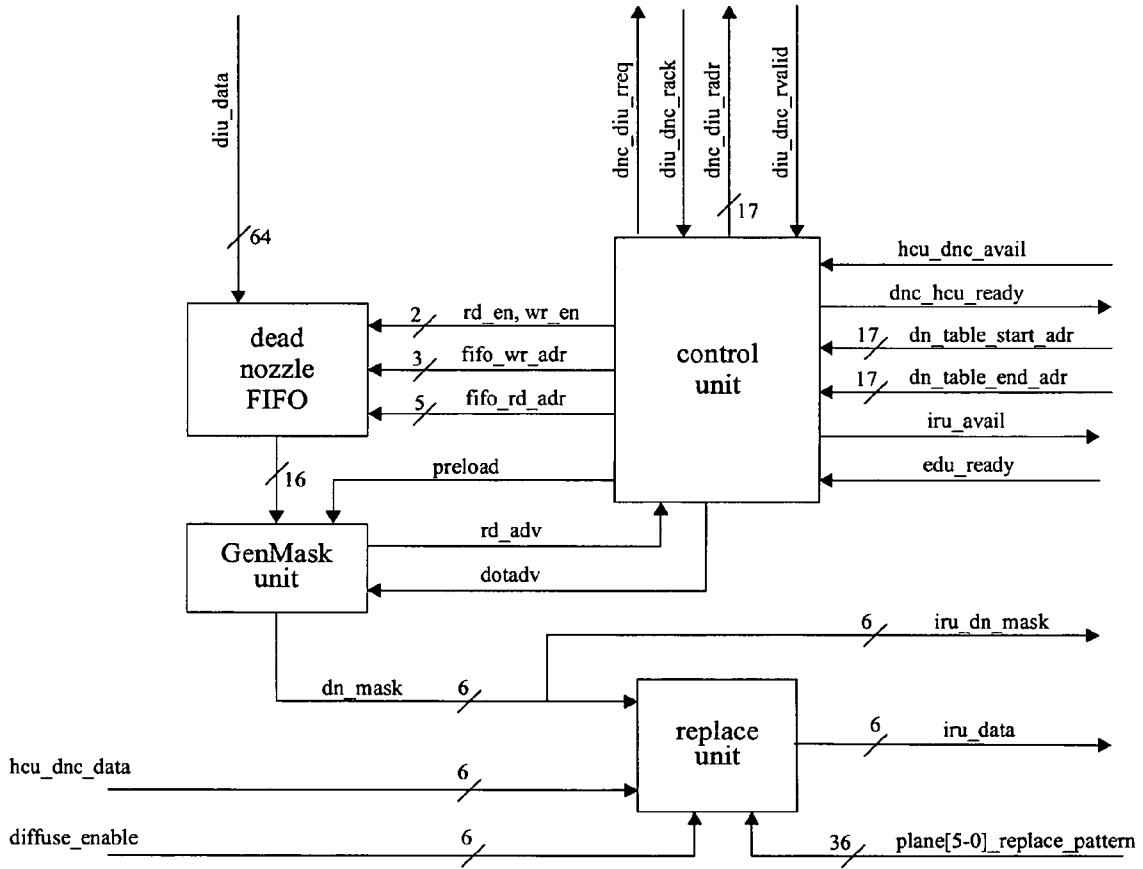 diu_data
dnc_diu_rreq
diu_dnc_rack
dnc_diu_radr
diu_dnc_rvalid
17
64
hcu_dnc_avail
dnc_hcu_ready
dead
nozzle
FIFO
2
rd_en, wr_en
3
fifo_wr_adr
5
fifo_rd_adr
control
unit
17
dn_table_start_adr
17
dn_table_end_adr
iru_avail
edu_ready
preload
16
GenMask
unit
rd_adv
dotadv
6
iru_dn_mask
dn_mask
6
replace
unit
6
iru_data
hcu_dnc_data
6
diffuse_enable
6
36
plane[5-0]_replace_pattern